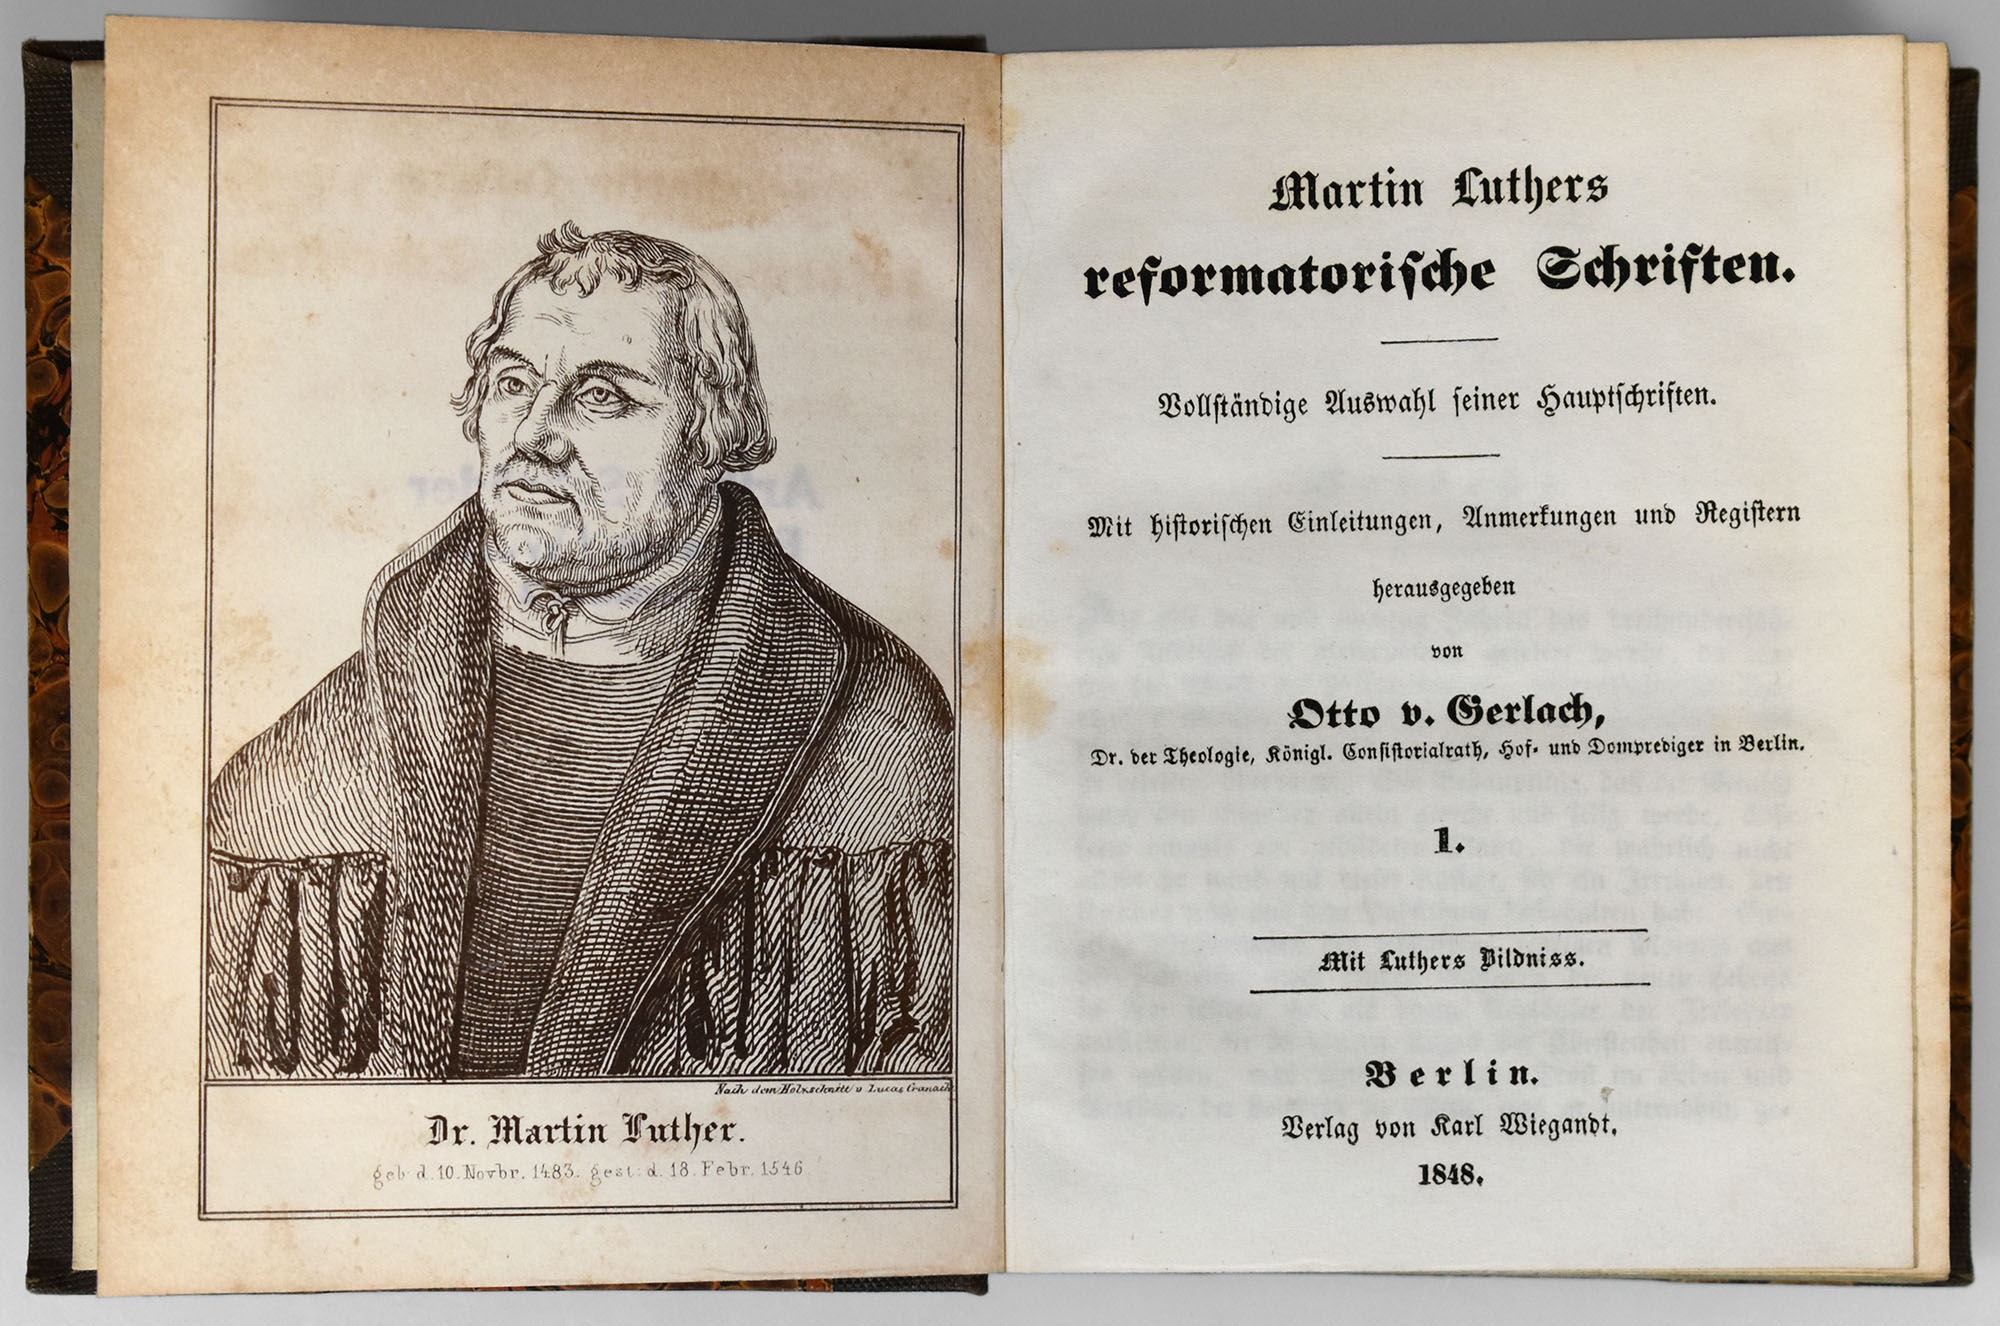 Nach dem Holzschnitt v Lucas Cranach
Dr. Martin Luther.
geb. d. 10. Novbr. 1483. gest. d. 18. Febr. 1546
Martin Luthers
reformatoriſche Schriften.
Vollſtändige Auswahl ſeiner Hauptſchriften.
Mit hiſtoriſchen Einleitungen, Anmerkungen und Regiſtern
herausgegeben
von
Otto v. Gerlach,
Dr. der Theologie, Königl. Conſiſtorialrath, Hof- und Domprediger in Berlin.
1.
Mit Luthers Bildniss.
Berlin.
Verlag von Karl Wiegandt.
1848.